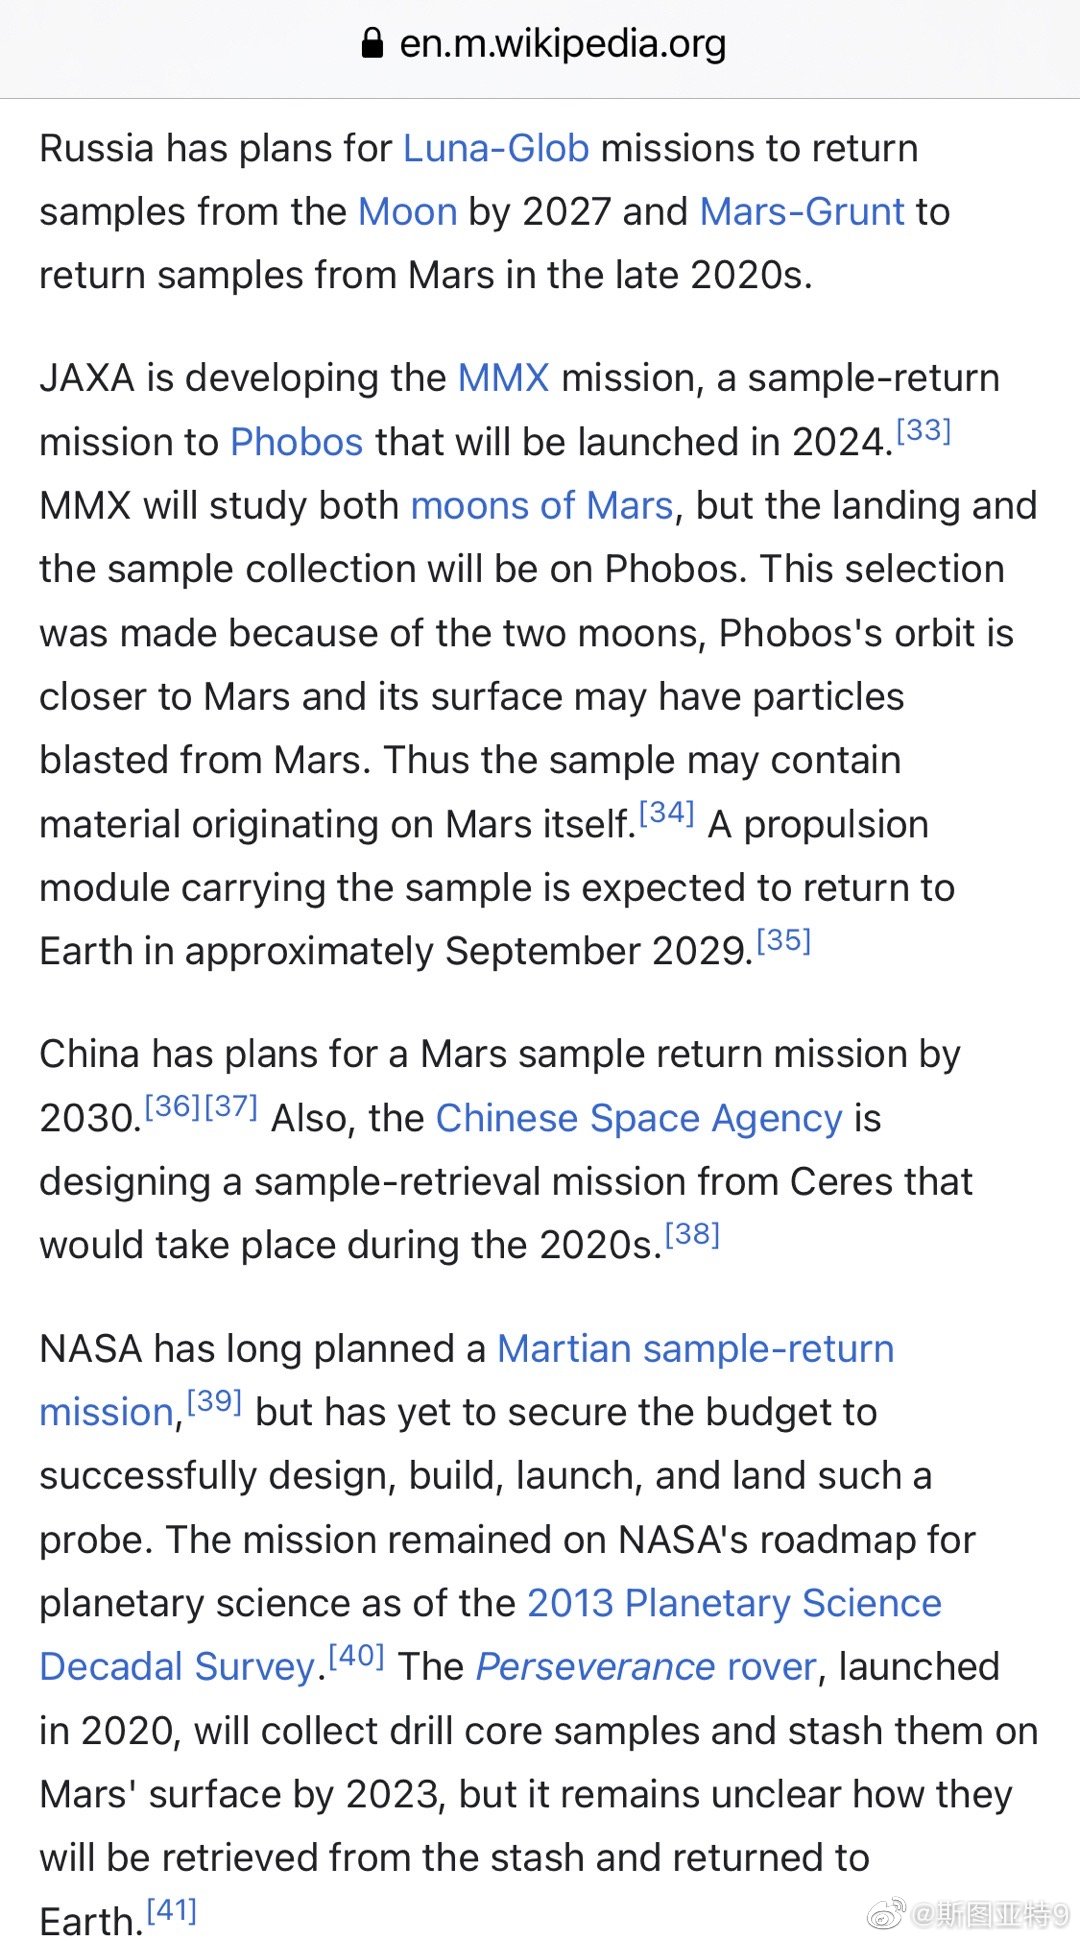 en.m.wikipedia.org
Russia has plans for Luna-Glob missions to return
samples from the Moon by 2027 and Mars-Grunt to
return samples from Mars in the late 2020s.
JAXA is developing the MMX mission, a sample-return
mission to Phobos that will be launched in 2024.[33]
MMX will study both moons of Mars, but the landing and
the sample collection will be on Phobos. This selection
was made because of the two moons, Phobos's orbit is
closer to Mars and its surface may have particles
blasted from Mars. Thus the sample may contain
material originating on Mars itself.[34] A propulsion
module carrying the sample is expected to return to
Earth in approximately September 2029.[35]
China has plans for a Mars sample return mission by
2030.[36][37] Also, the Chinese Space Agency is
designing a sample-retrieval mission from Ceres that
would take place during the 2020s.[38]
NASA has long planned a Martian sample-return
mission,[39] but has yet to secure the budget to
successfully design, build, launch, and land such a
probe. The mission remained on NASA's roadmap for
planetary science as of the 2013 Planetary Science
Decadal Survey.[40] The Perseverance rover, launched
in 2020, will collect drill core samples and stash them on
Mars' surface by 2023, but it remains unclear how they
will be retrieved from the stash and returned to
Earth.[41]
@斯图亚特9